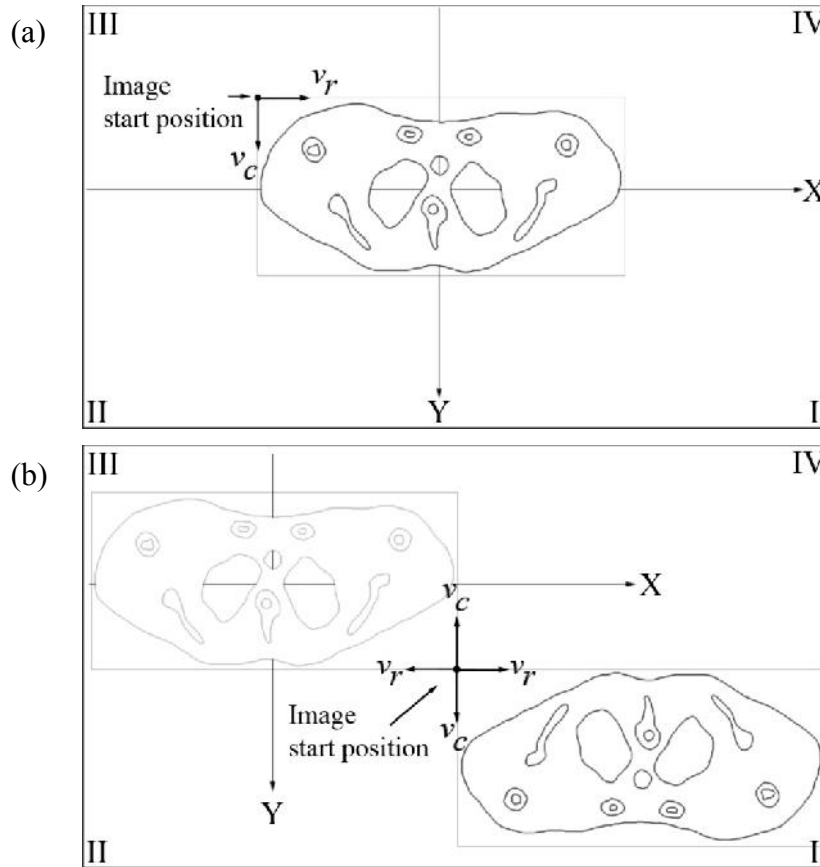 (a)
III
IV
Image
start position
v_r
v_c
X
II
Y
I
(b)
III
IV
X
v_c
v_r
v_r
Image
start position
v_c
Y
II
I